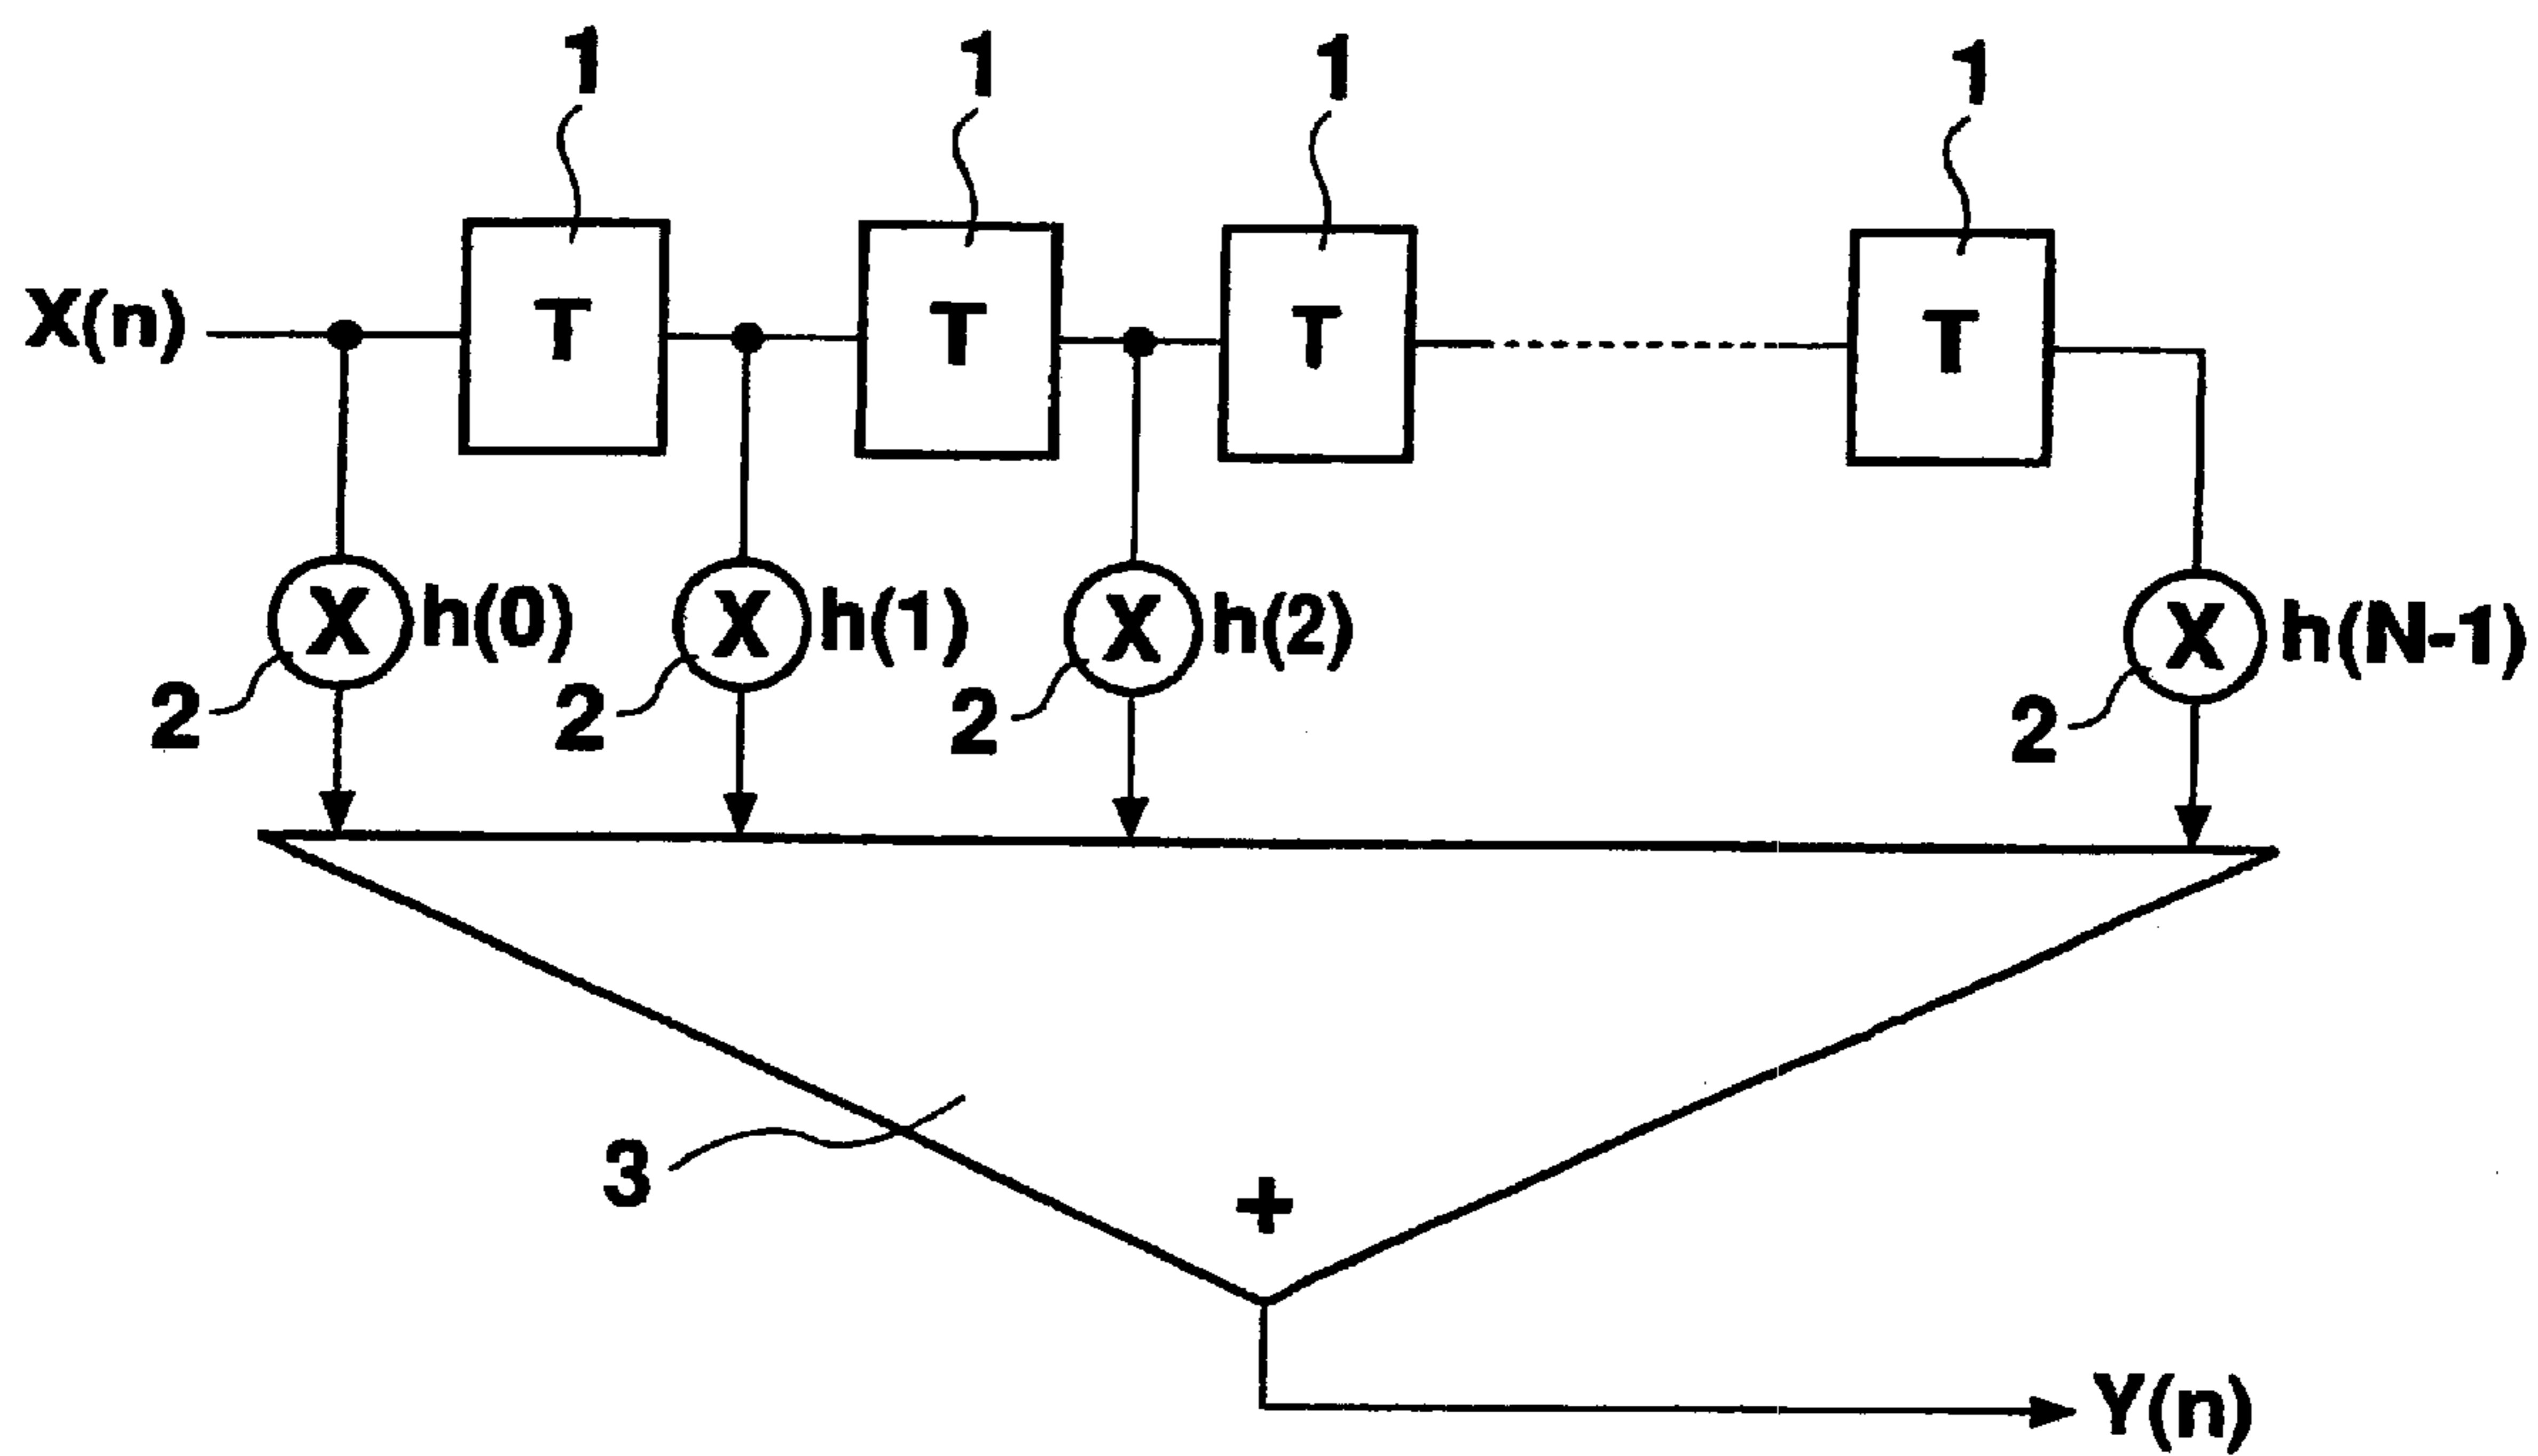 1 1 1 1
X(n) T T T T
X h(0) X h(1) X h(2) X h(N-1)
2 2 2 2
3
+
Y(n)